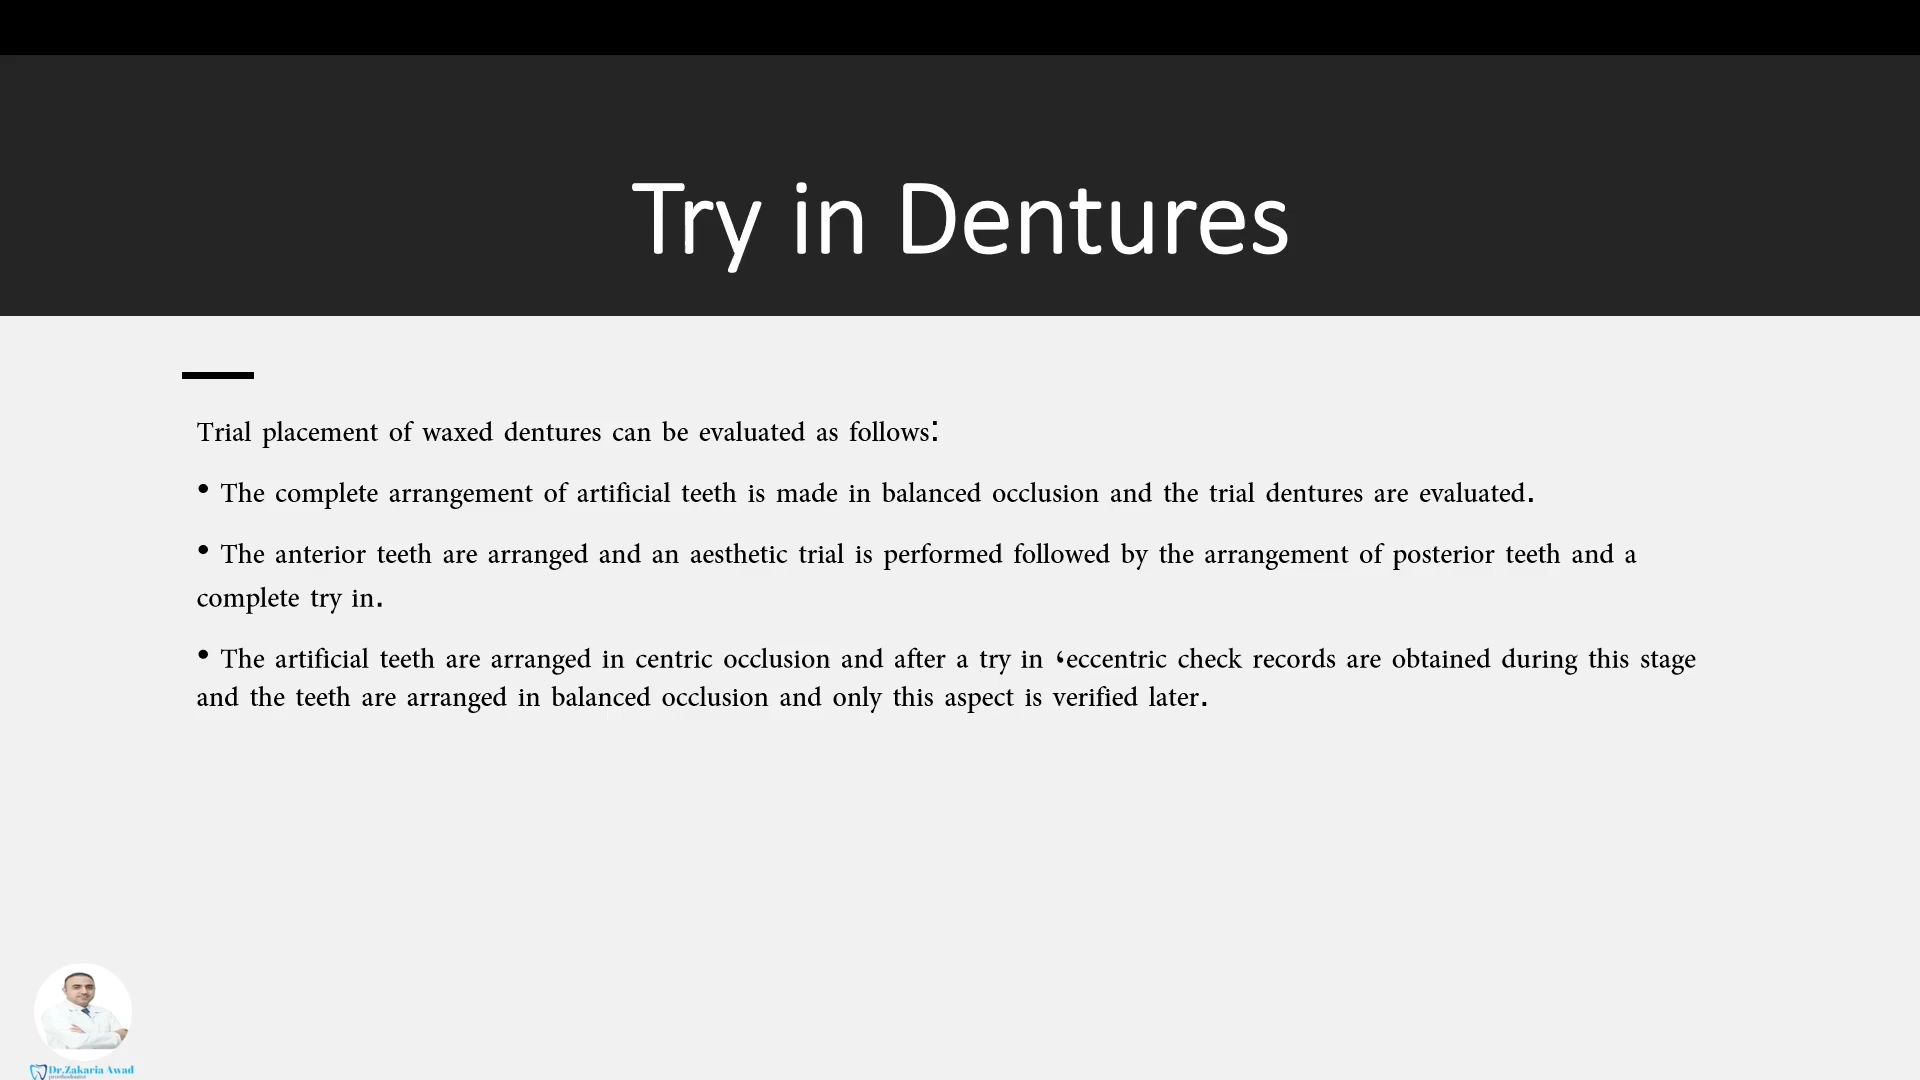 Try in Dentures
Trial placement of waxed dentures can be evaluated as follows:
• The complete arrangement of artificial teeth is made in balanced occlusion and the trial dentures are evaluated.
• The anterior teeth are arranged and an aesthetic trial is performed followed by the arrangement of posterior teeth and a
complete try in.
• The artificial teeth are arranged in centric occlusion and after a try in ،eccentric check records are obtained during this stage
and the teeth are arranged in balanced occlusion and only this aspect is verified later.
Dr.Zakaria Awad